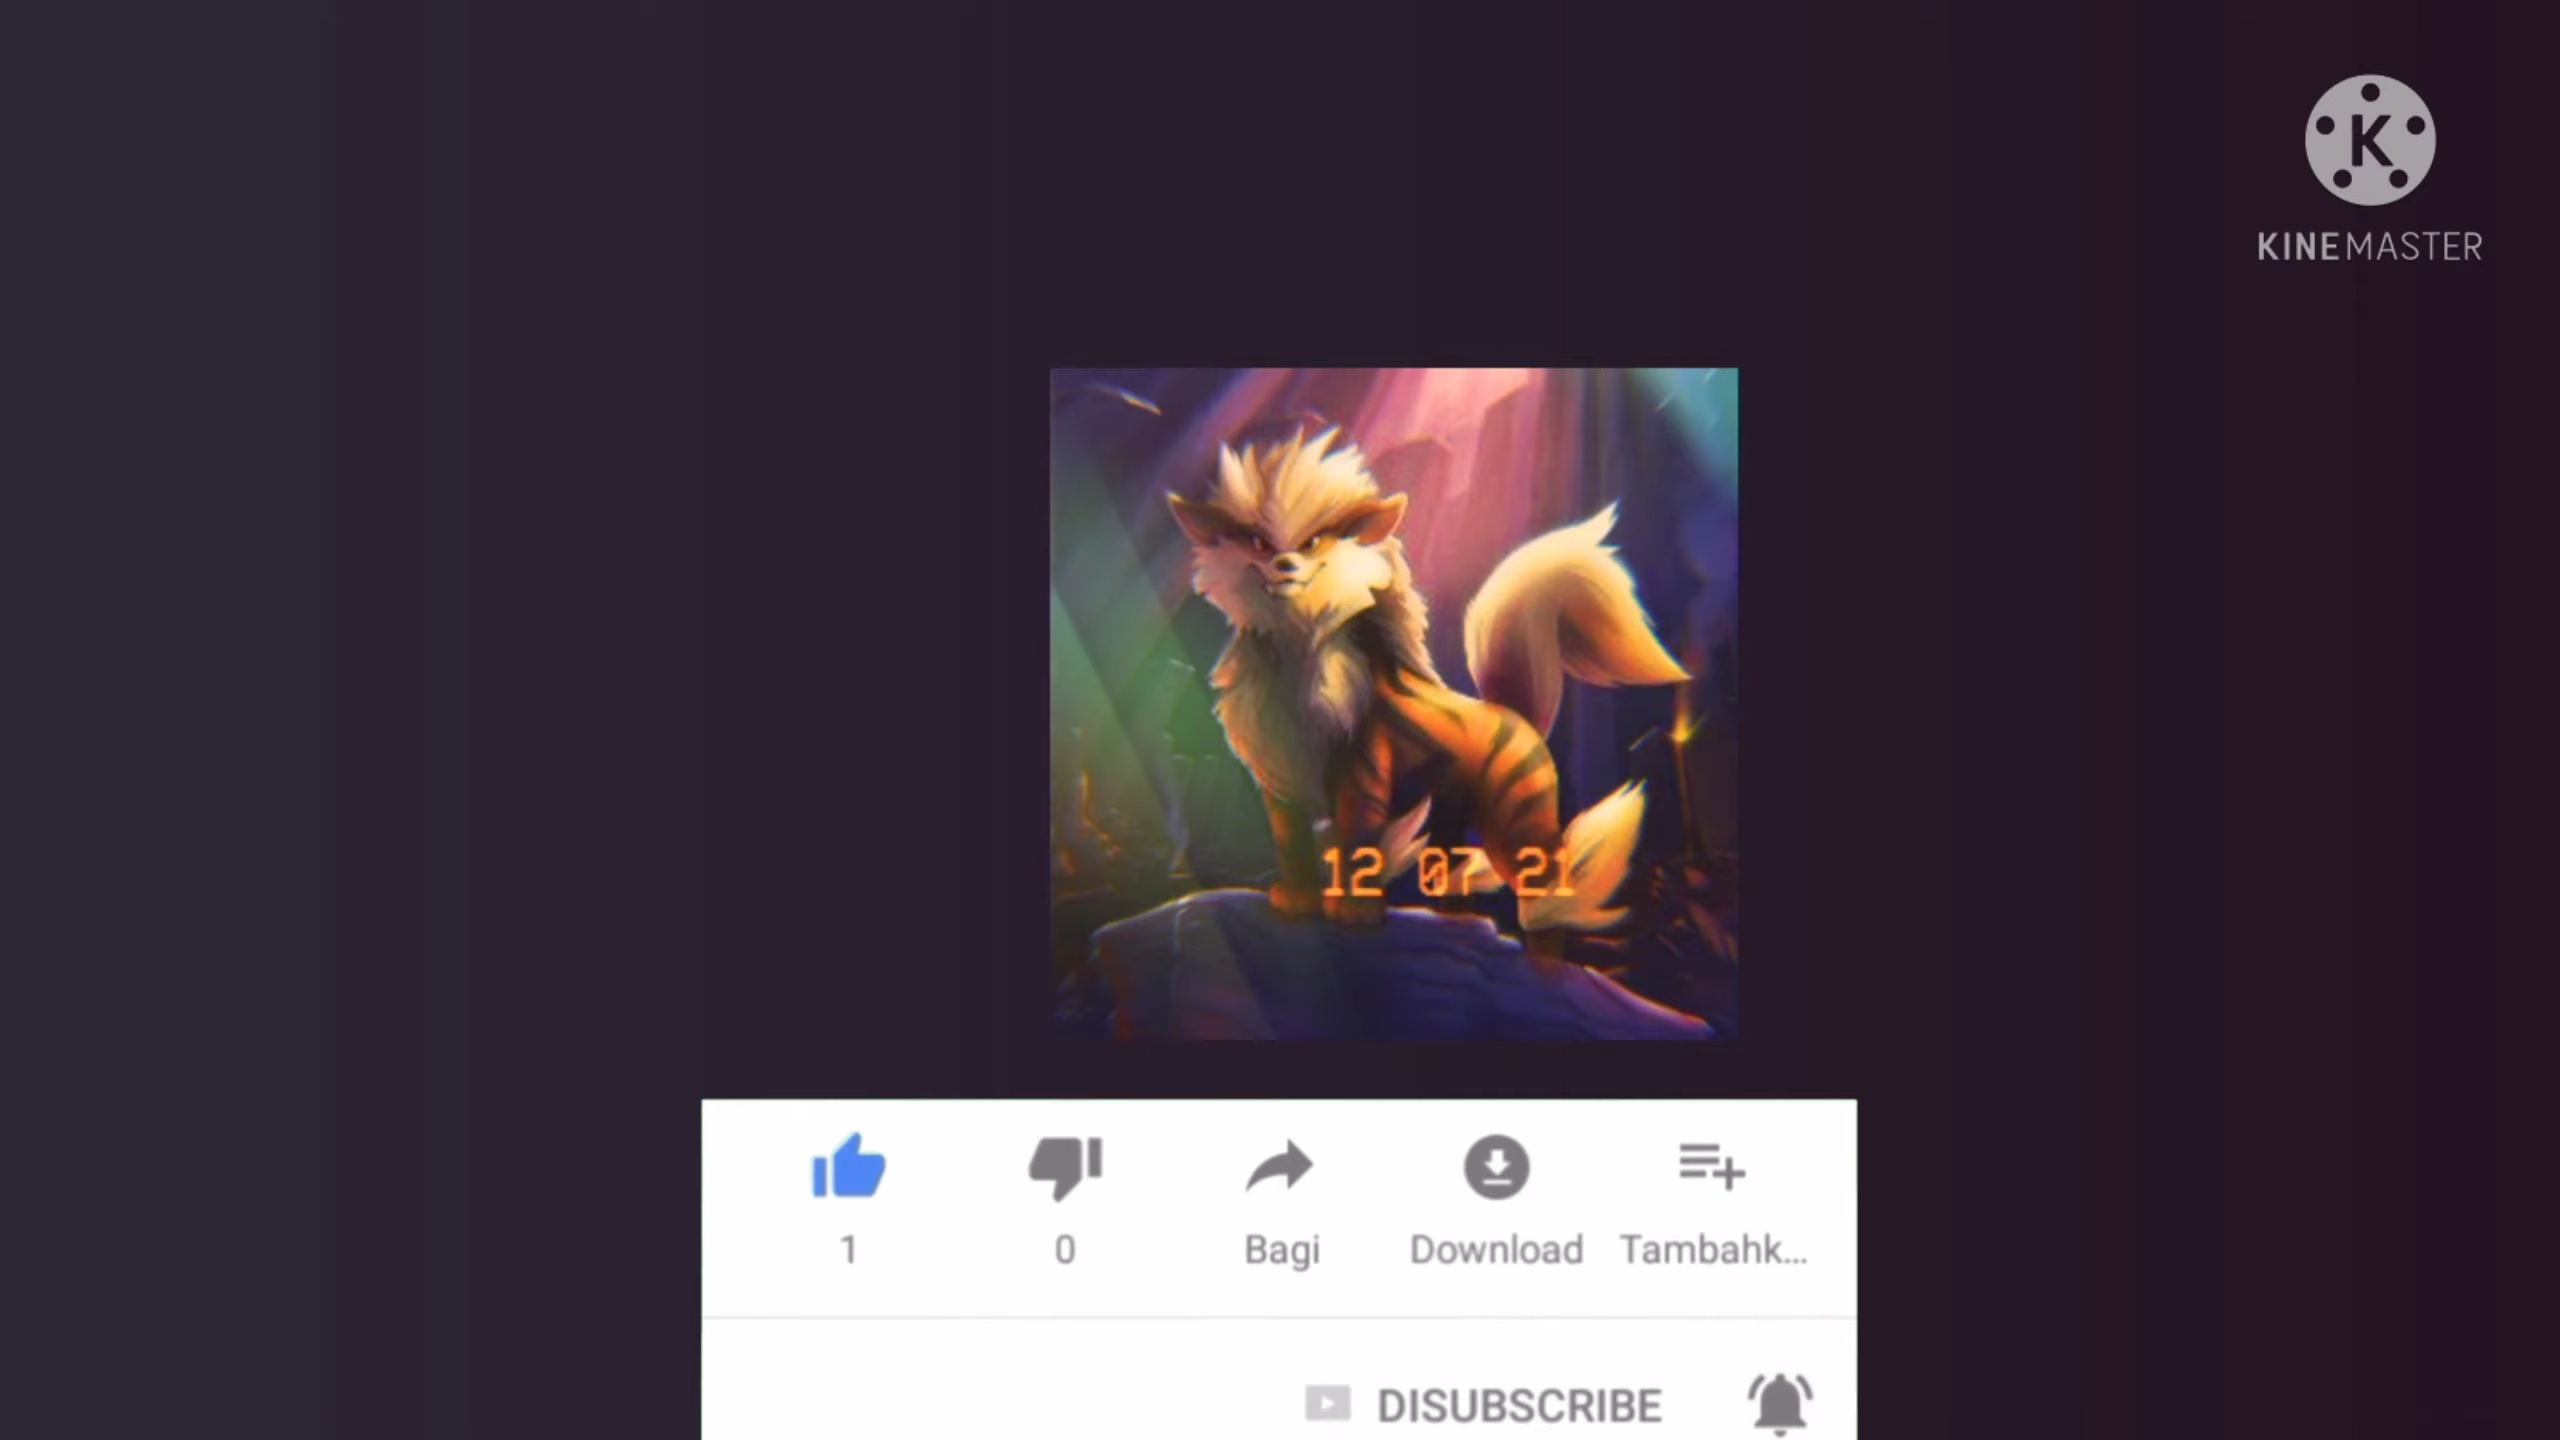 K
KINEMASTER
12 07 21
1 0 Bagi Download Tambahk...
DISUBSCRIBE